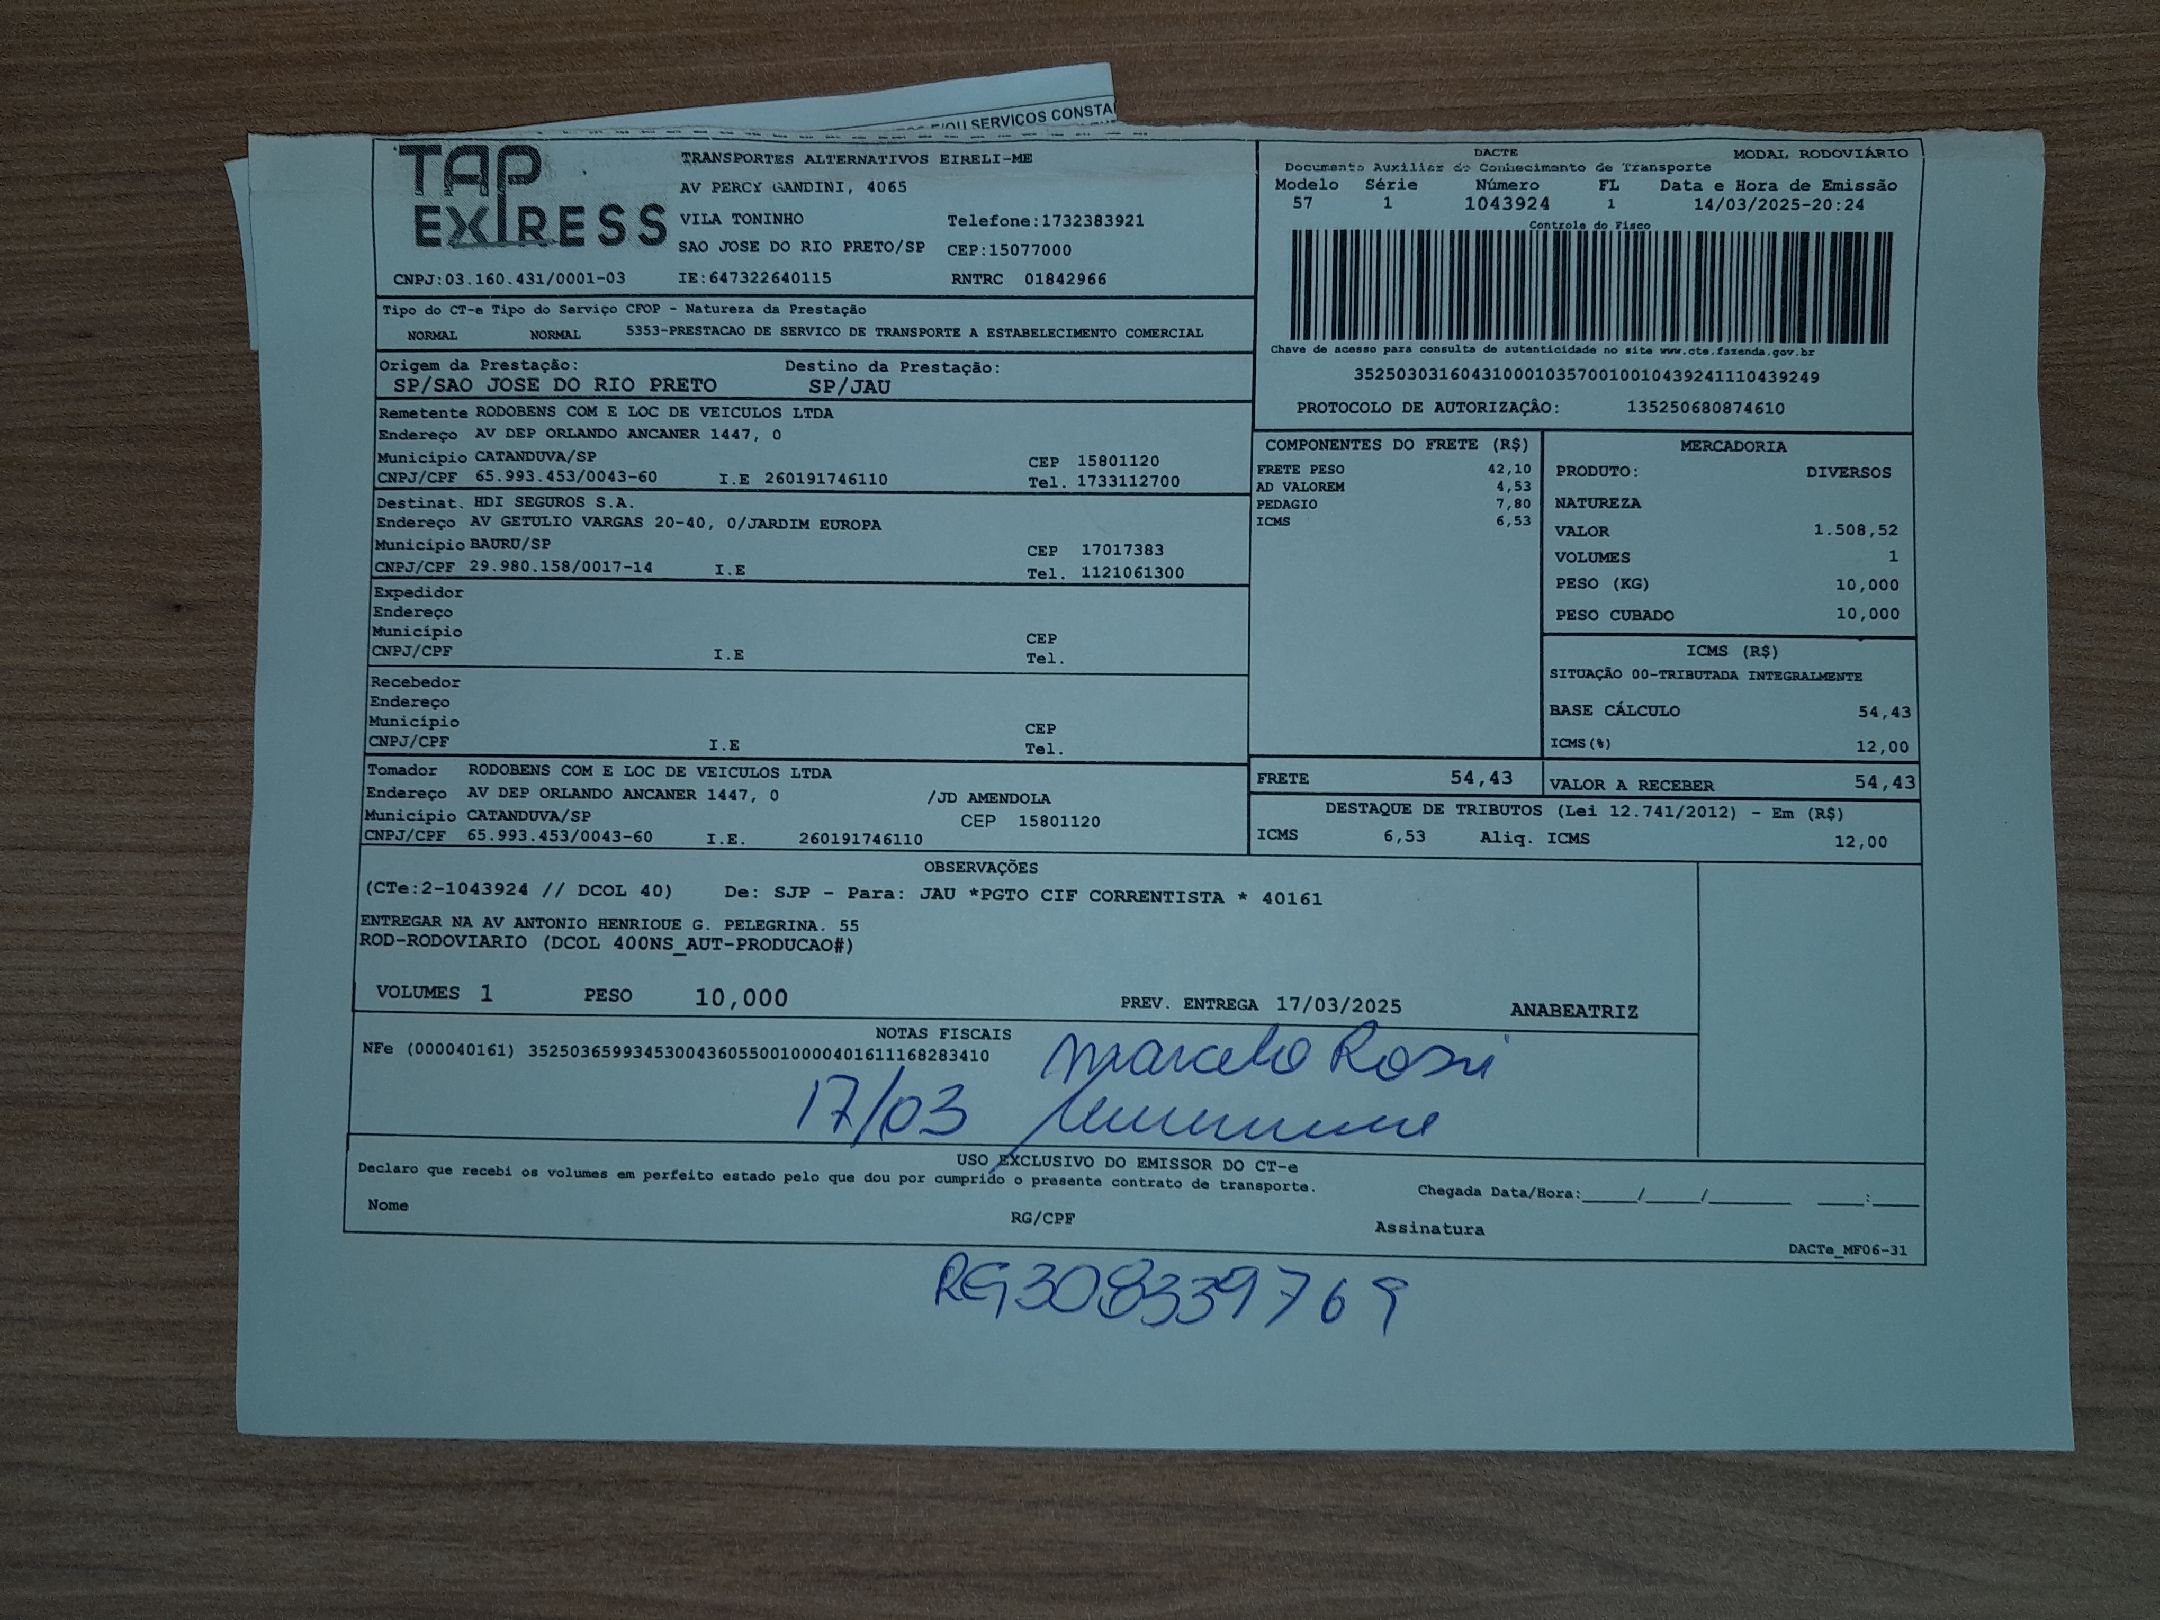 E/OU SERVIÇOS CONSTA
TAP EXPRESS
TRANSPORTES ALTERNATIVOS EIRELI-ME
AV PERCY GANDINI, 4065
VILA TONINHO Telefone:1732383921
SAO JOSE DO RIO PRETO/SP CEP:15077000
CNPJ:03.160.431/0001-03 IE:647322640115 RNTRC 01842966
DACTE MODAL RODOVIÁRIO
Documento Auxiliar do Conhecimento de Transporte
Modelo Série Número FL Data e Hora de Emissão
57 1 1043924 1 14/03/2025-20:24
Controle do Fisco
Chave de acesso para consulta de autenticidade no site www.cte.fazenda.gov.br
35250303160431000103570010010439241110439249
PROTOCOLO DE AUTORIZAÇÂO: 135250680874610
Tipo do CT-e Tipo do Serviço CFOP - Natureza da Prestação
NORMAL NORMAL 5353-PRESTACAO DE SERVICO DE TRANSPORTE A ESTABELECIMENTO COMERCIAL
Origem da Prestação: Destino da Prestação:
SP/SAO JOSE DO RIO PRETO SP/JAU
Remetente RODOBENS COM E LOC DE VEICULOS LTDA
Endereço AV DEP ORLANDO ANCANER 1447, 0
Município CATANDUVA/SP CEP 15801120
CNPJ/CPF 65.993.453/0043-60 I.E 260191746110 Tel. 1733112700
Destinat. HDI SEGUROS S.A.
Endereço AV GETULIO VARGAS 20-40, 0/JARDIM EUROPA
Município BAURU/SP CEP 17017383
CNPJ/CPF 29.980.158/0017-14 I.E Tel. 1121061300
Expedidor
Endereço
Município CEP
CNPJ/CPF I.E Tel.
Recebedor
Endereço
Município CEP
CNPJ/CPF I.E Tel.
Tomador RODOBENS COM E LOC DE VEICULOS LTDA
Endereço AV DEP ORLANDO ANCANER 1447, 0 /JD AMENDOLA
Município CATANDUVA/SP CEP 15801120
CNPJ/CPF 65.993.453/0043-60 I.E. 260191746110
COMPONENTES DO FRETE (R$)
FRETE PESO 42,10
AD VALOREM 4,53
PEDAGIO 7,80
ICMS 6,53
MERCADORIA
PRODUTO: DIVERSOS
NATUREZA
VALOR 1.508,52
VOLUMES 1
PESO (KG) 10,000
PESO CUBADO 10,000
ICMS (R$)
SITUAÇÃO 00-TRIBUTADA INTEGRALMENTE
BASE CÁLCULO 54,43
ICMS(%) 12,00
FRETE 54,43 VALOR A RECEBER 54,43
DESTAQUE DE TRIBUTOS (Lei 12.741/2012) - Em (R$)
ICMS 6,53 Aliq. ICMS 12,00
OBSERVAÇÕES
(CTe:2-1043924 // DCOL 40) De: SJP - Para: JAU *PGTO CIF CORRENTISTA * 40161
ENTREGAR NA AV ANTONIO HENRIQUE G. PELEGRINA. 55
ROD-RODOVIARIO (DCOL 400NS_AUT-PRODUCAO#)
VOLUMES 1 PESO 10,000 PREV. ENTREGA 17/03/2025 ANABEATRIZ
NOTAS FISCAIS
NFe (000040161) 35250365993453004360550010000401611168283410
Marcelo Rossi
17/03
USO EXCLUSIVO DO EMISSOR DO CT-e
Declaro que recebi os volumes em perfeito estado pelo que dou por cumprido o presente contrato de transporte.
Chegada Data/Hora:_____/_____/_______ ____:____
Nome RG/CPF Assinatura
DACTe_MF06-31
RG308339769